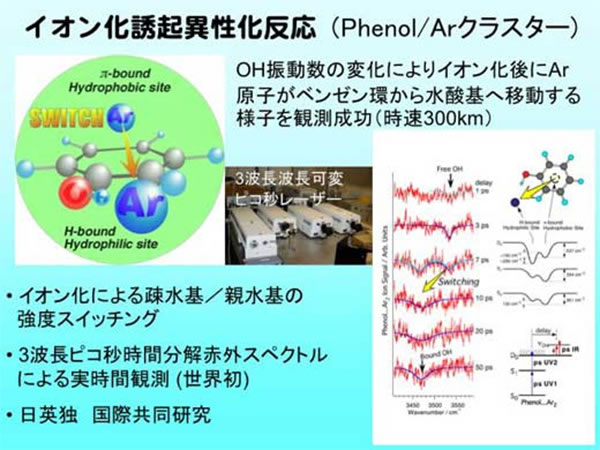 イオン化誘起異性化反応 (Phenol/Arクラスター)
π-bound
Hydrophobic site
SWITCH
Ar
Ar
H-bound
Hydrophilic site
OH振動数の変化によりイオン化後にAr
原子がベンゼン環から水酸基へ移動する
様子を観測成功(時速300km)
3波長波長可変
ピコ秒レーザー
• イオン化による疎水基/親水基の
強度スイッチング
• 3波長ピコ秒時間分解赤外スペクトル
による実時間観測 (世界初)
• 日英独 国際共同研究
Phenol...Ar2 Ion Signal / Arb. Units
Free OH
delay
1 ps
3 ps
7 ps
Switching
10 ps
20 ps
Bound OH
50 ps
3450 3500 3550
Wavenumber / cm-1
H-bound
Hydrophilic Site
π-bound
Hydrophobic Site
delay
ps IR
D0
ps UV2
S1
ps UV1
S0
Phenol...Ar2